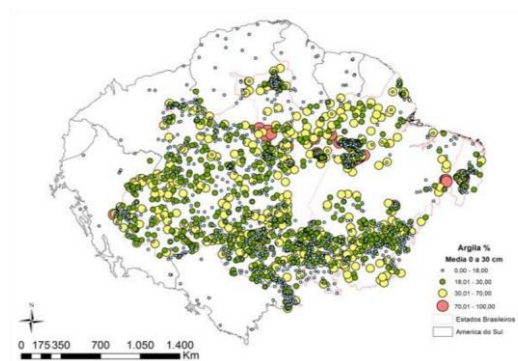 Argila %
Media 0 a 30 cm
0,00 - 18,00
18,01 - 30,00
30,01 - 70,00
70,01 - 100,00
Estados Brasileiros
America do Sul
N
0 175 350 700 1.050 1.400
Km